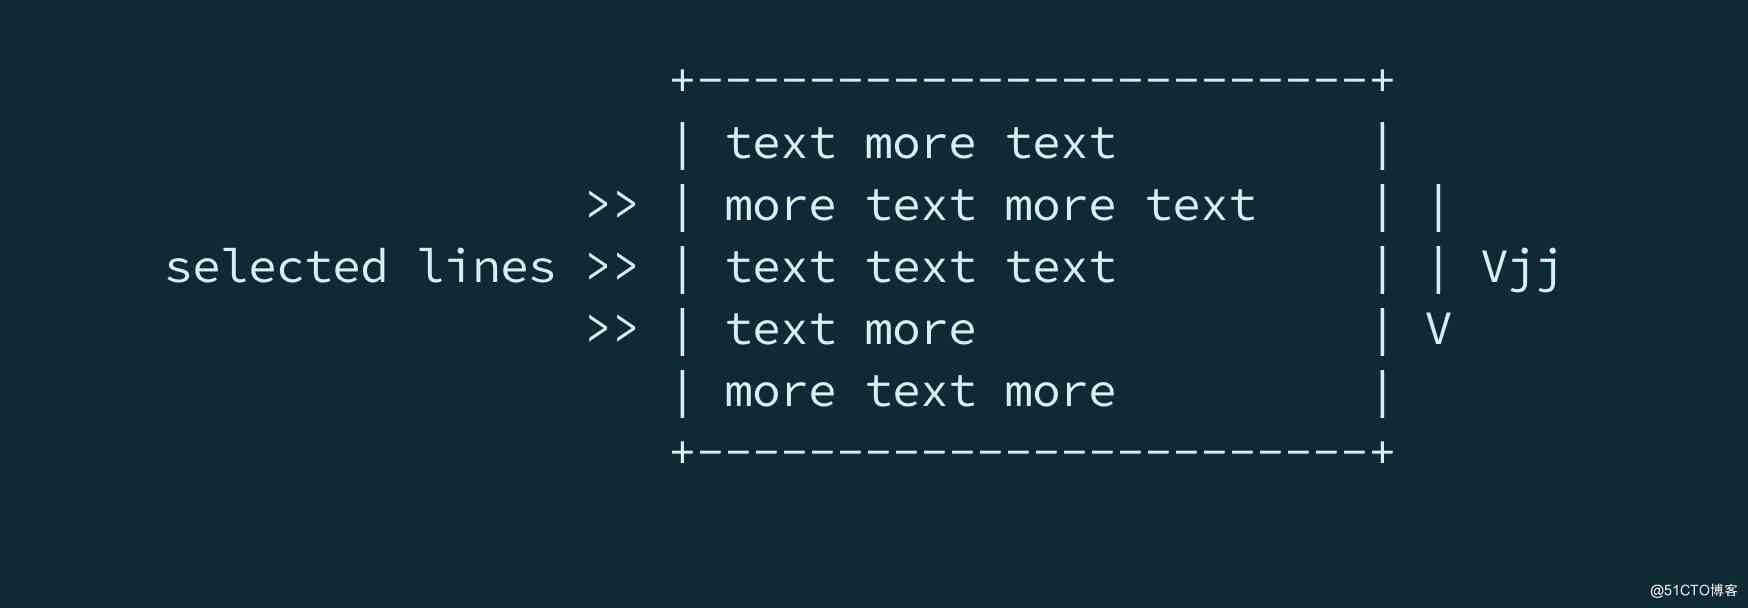 +------------------------+
| text more text         |
>> | more text more text    | |
selected lines >> | text text text         | | Vjj
>> | text more              | V
| more text more         |
+------------------------+
@51CTO博客